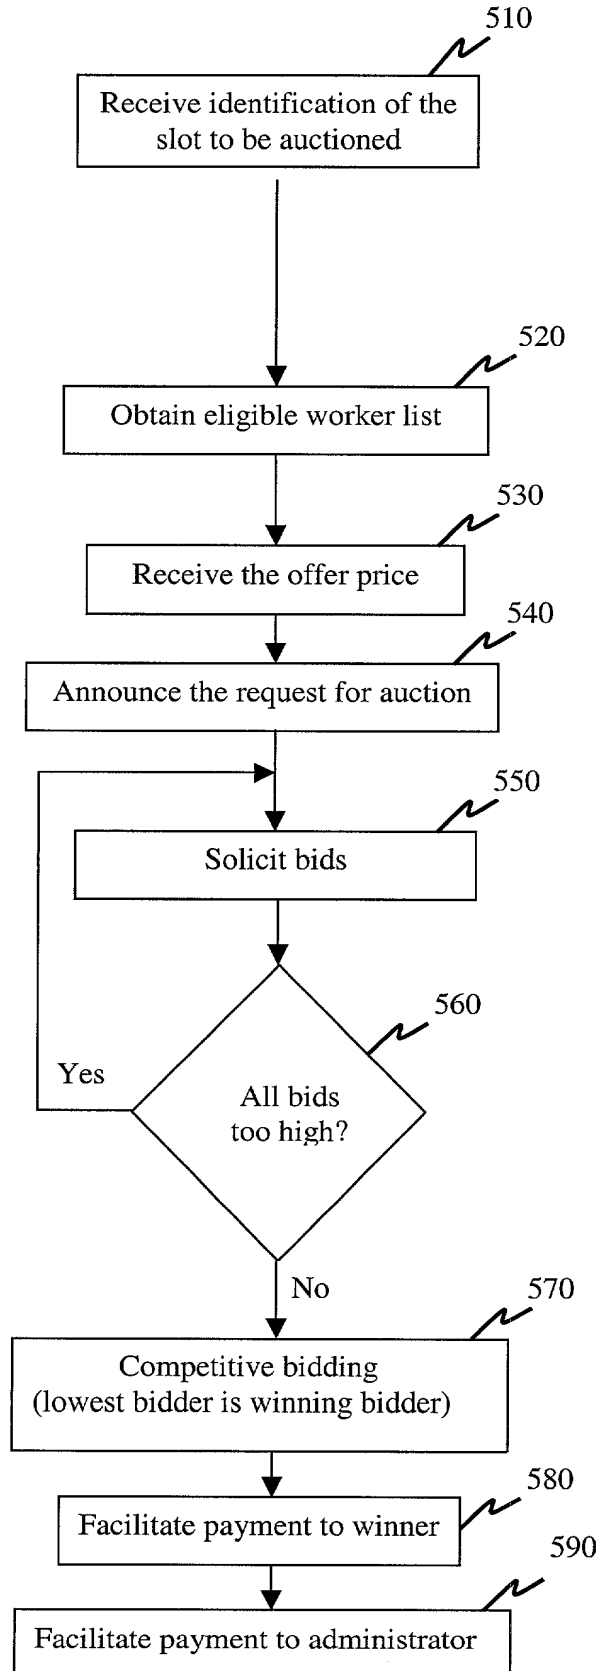 510
Receive identification of the
slot to be auctioned
520
Obtain eligible worker list
530
Receive the offer price
540
Announce the request for auction
550
Solicit bids
560
All bids
too high?
Yes
No
570
Competitive bidding
(lowest bidder is winning bidder)
580
Facilitate payment to winner
590
Facilitate payment to administrator